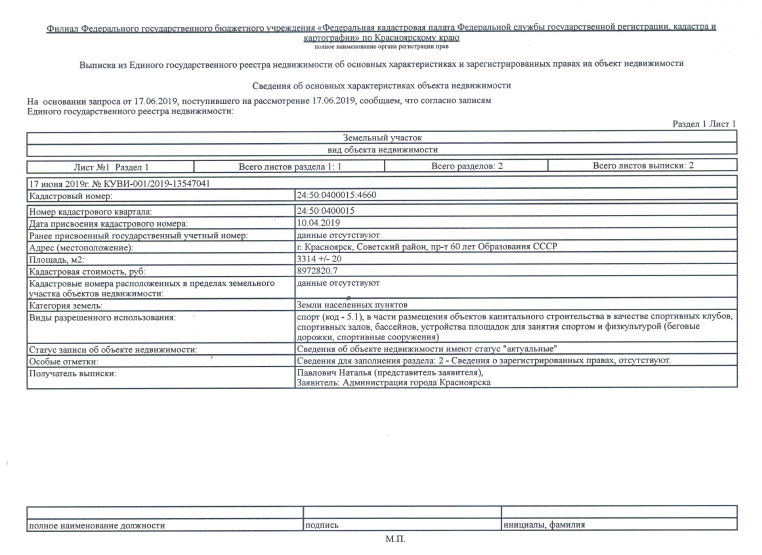 Филиал Федерального государственного бюджетного учреждения «Федеральная кадастровая палата Федеральной службы государственной регистрации, кадастра и
картографии» по Красноярскому краю
полное наименование органа регистрации прав
Выписка из Единого государственного реестра недвижимости об основных характеристиках и зарегистрированных правах на объект недвижимости
Сведения об основных характеристиках объекта недвижимости
На основании запроса от 17.06.2019, поступившего на рассмотрение 17.06.2019, сообщаем, что согласно записям
Единого государственного реестра недвижимости:
Раздел 1 Лист 1
Земельный участок
вид объекта недвижимости
Лист №1 Раздел 1 Всего листов раздела 1: 1 Всего разделов: 2 Всего листов выписки: 2
17 июня 2019г. № КУВИ-001/2019-13547041
Кадастровый номер: 24:50:0400015:4660
Номер кадастрового квартала: 24:50:0400015
Дата присвоения кадастрового номера: 10.04.2019
Ранее присвоенный государственный учетный номер: данные отсутствуют
Адрес (местоположение): г. Красноярск, Советский район, пр-т 60 лет Образования СССР
Площадь, м2: 3314 +/- 20
Кадастровая стоимость, руб: 8972820.7
Кадастровые номера расположенных в пределах земельного данные отсутствуют
участка объектов недвижимости:
Категория земель: Земли населенных пунктов
Виды разрешенного использования: спорт (код - 5.1), в части размещения объектов капитального строительства в качестве спортивных клубов,
спортивных залов, бассейнов, устройства площадок для занятия спортом и физкультурой (беговые
дорожки, спортивные сооружения)
Статус записи об объекте недвижимости: Сведения об объекте недвижимости имеют статус "актуальные"
Особые отметки: Сведения для заполнения раздела: 2 - Сведения о зарегистрированных правах, отсутствуют.
Получатель выписки: Павлович Наталья (представитель заявителя),
Заявитель: Администрация города Красноярска
полное наименование должности подпись инициалы, фамилия
М.П.